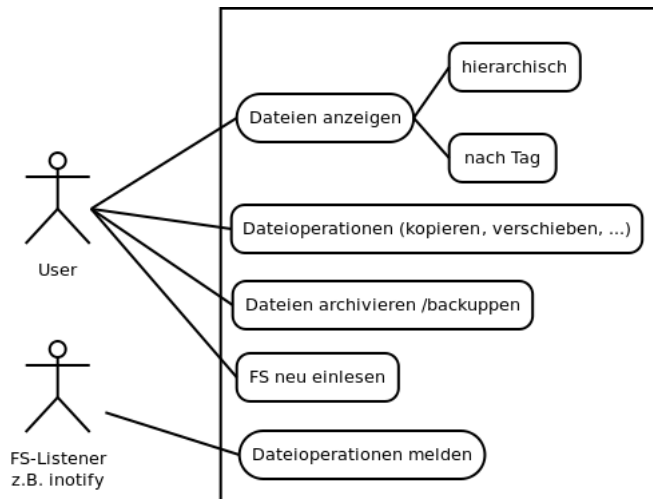 hierarchisch
Dateien anzeigen
nach Tag
Dateioperationen (kopieren, verschieben, ...)
User
Dateien archivieren /backuppen
FS neu einlesen
Dateioperationen melden
FS-Listener
z.B. inotify